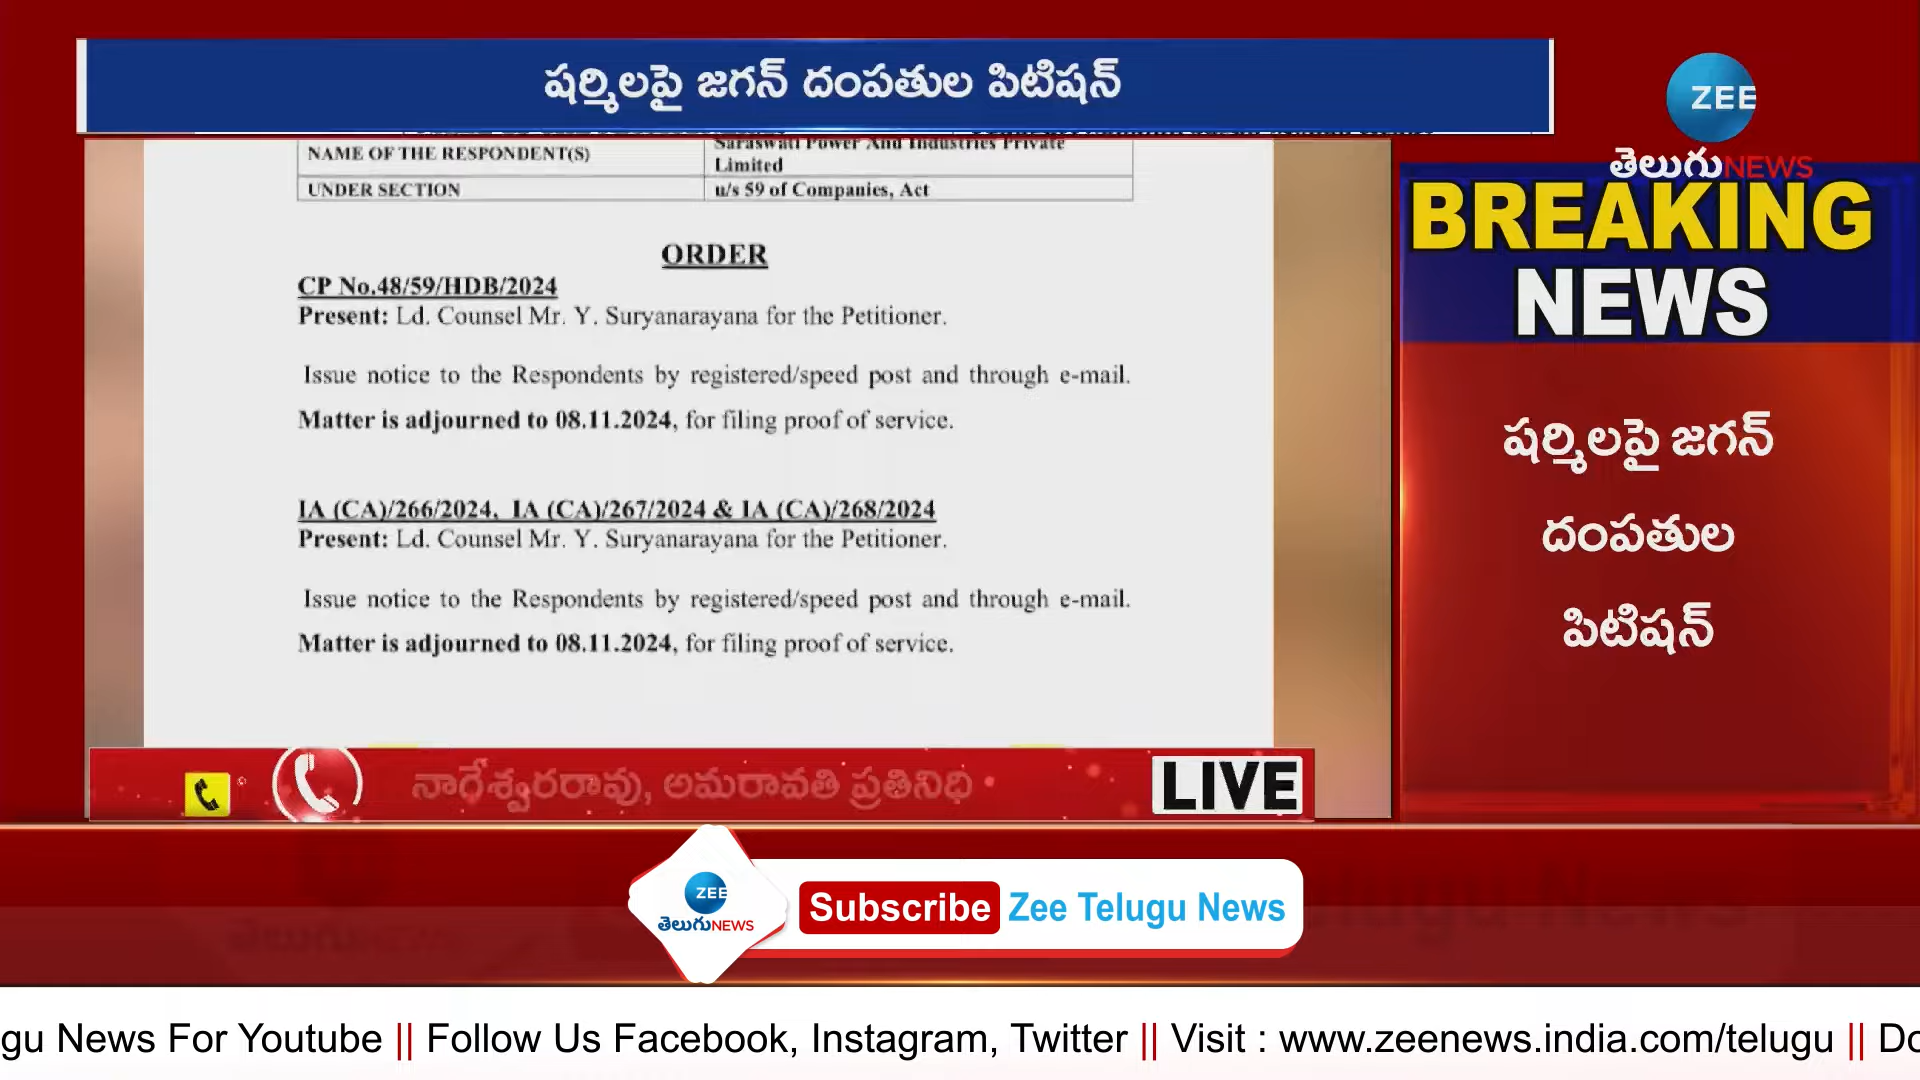 షర్మిలపై జగన్ దంపతుల పిటిషన్
ZEE
తెలుగుNEWS
BREAKING
NEWS
షర్మిలపై జగన్
దంపతుల
పిటిషన్
NAME OF THE RESPONDENT(S)
Saraswati Power And Industries Private
Limited
UNDER SECTION
u/s 59 of Companies, Act
ORDER
CP No.48/59/HDB/2024
Present: Ld. Counsel Mr. Y. Suryanarayana for the Petitioner.
Issue notice to the Respondents by registered/speed post and through e-mail.
Matter is adjourned to 08.11.2024, for filing proof of service.
IA (CA)/266/2024, IA (CA)/267/2024 & IA (CA)/268/2024
Present: Ld. Counsel Mr. Y. Suryanarayana for the Petitioner.
Issue notice to the Respondents by registered/speed post and through e-mail.
Matter is adjourned to 08.11.2024, for filing proof of service.
నాగేశ్వరరావు, అమరావతి ప్రతినిధి
LIVE
ZEE
తెలుగుNEWS
Subscribe Zee Telugu News
gu News For Youtube || Follow Us Facebook, Instagram, Twitter || Visit : www.zeenews.india.com/telugu || Do